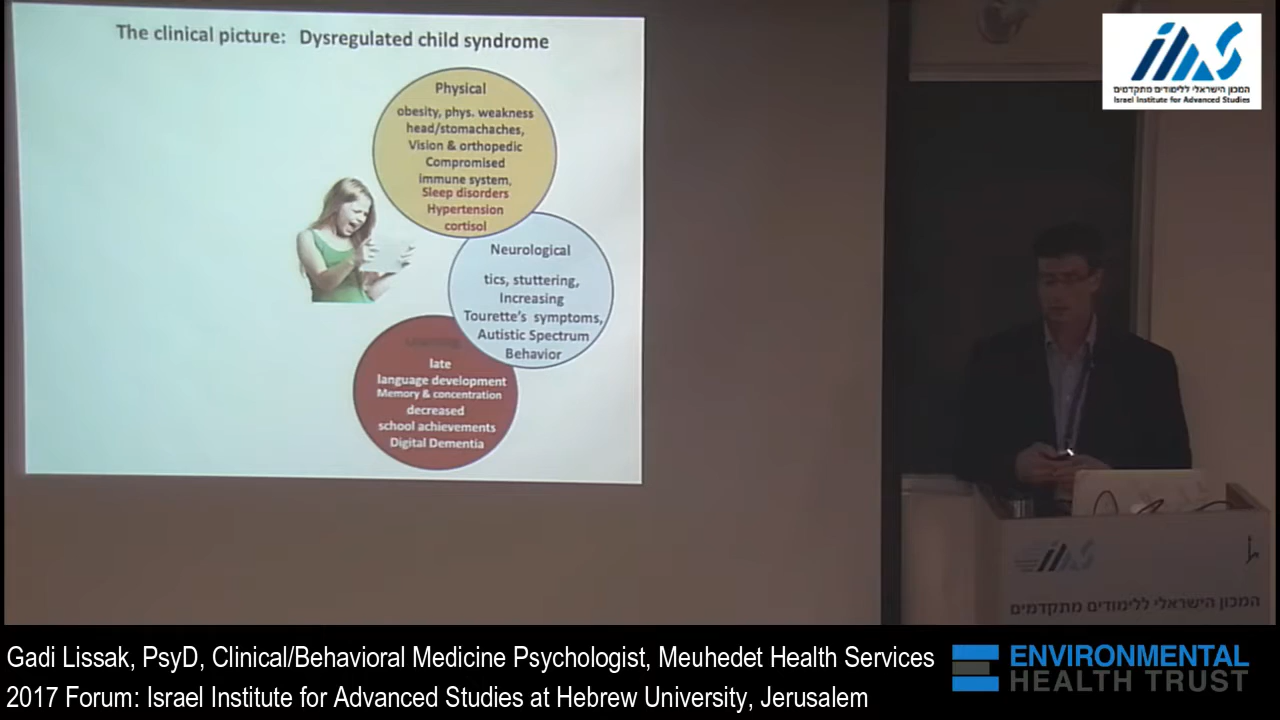 The clinical picture: Dysregulated child syndrome
Physical
obesity, phys. weakness
head/stomachaches,
Vision & orthopedic
Compromised
immune system,
Sleep disorders
Hypertension
cortisol
Neurological
tics, stuttering,
Increasing
Tourette's symptoms,
Autistic Spectrum
Behavior
late
language development
Memory & concentration
decreased
school achievements
Digital Dementia
המכון הישראלי ללימודים מתקדמים
Israel Institute for Advanced Studies
המכון הישראלי ללימודים מתקדמים
Gadi Lissak, PsyD, Clinical/Behavioral Medicine Psychologist, Meuhedet Health Services
2017 Forum: Israel Institute for Advanced Studies at Hebrew University, Jerusalem
ENVIRONMENTAL
HEALTH TRUST